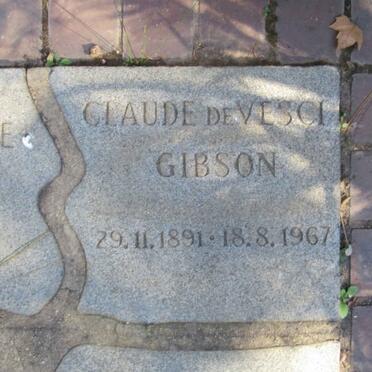 CLAUDE DE VESCI
GIBSON
29.11.1891 · 18.8.1967
E